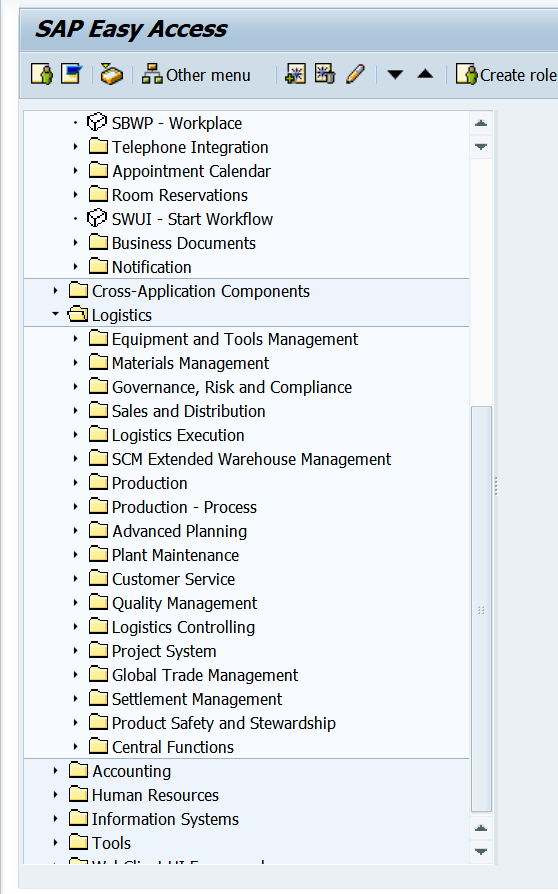 SAP Easy Access
Other menu
Create role
SBWP - Workplace
Telephone Integration
Appointment Calendar
Room Reservations
SWUI - Start Workflow
Business Documents
Notification
Cross-Application Components
Logistics
Equipment and Tools Management
Materials Management
Governance, Risk and Compliance
Sales and Distribution
Logistics Execution
SCM Extended Warehouse Management
Production
Production - Process
Advanced Planning
Plant Maintenance
Customer Service
Quality Management
Logistics Controlling
Project System
Global Trade Management
Settlement Management
Product Safety and Stewardship
Central Functions
Accounting
Human Resources
Information Systems
Tools